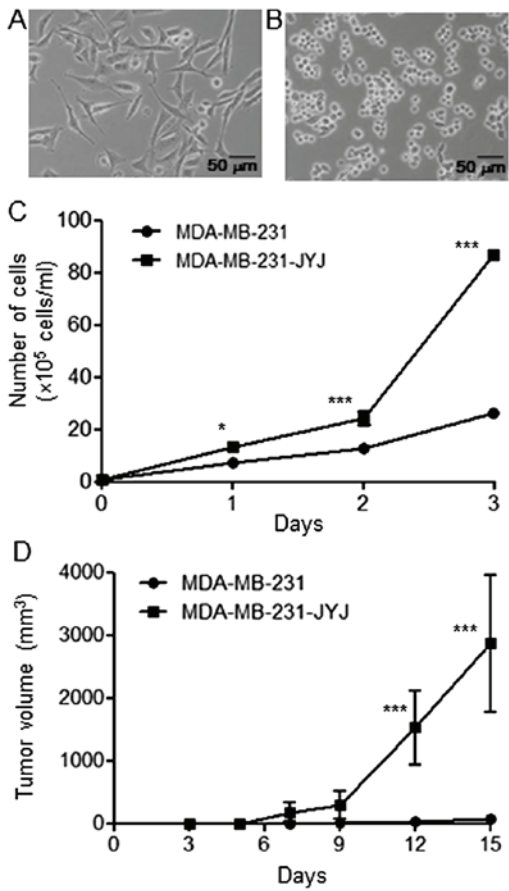 A
B
50 μm
50 μm
C
100
80
60
40
20
0
Number of cells
(×10⁵ cells/ml)
MDA-MB-231
MDA-MB-231-JYJ
*
***
***
0 1 2 3
Days
D
4000
3000
2000
1000
0
Tumor volume (mm³)
MDA-MB-231
MDA-MB-231-JYJ
***
***
0 3 6 9 12 15
Days